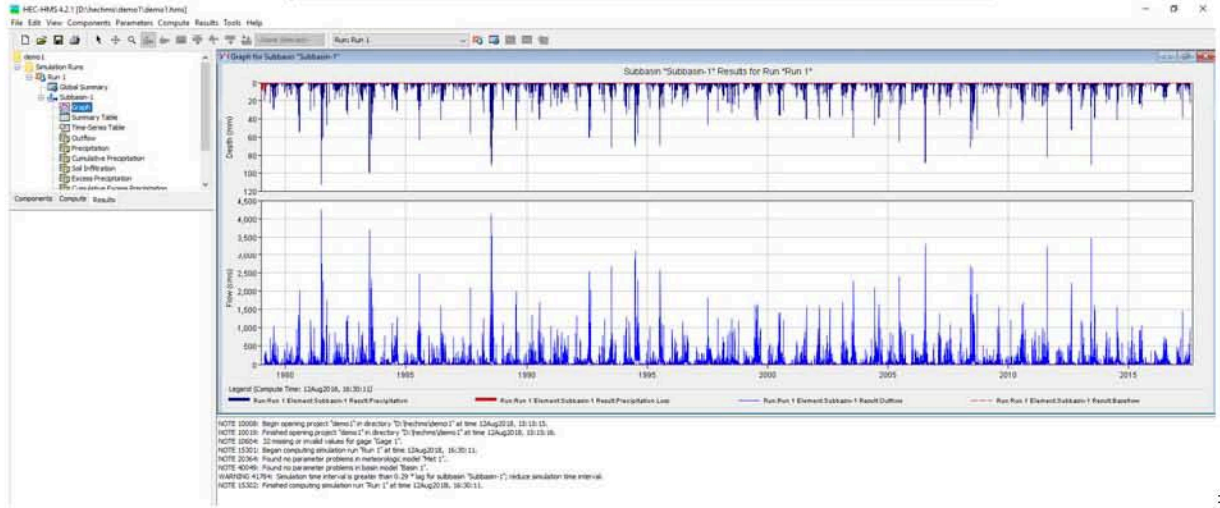 HEC-HMS 4.2.1 [D:\hechms\demo1\demo1.hms]
File Edit View Components Parameters Compute Results Tools Help
Run: Run 1
demo1
Simulation Runs
Run 1
Global Summary
Subbasin-1
Graph
Summary Table
Time-Series Table
Outflow
Precipitation
Cumulative Precipitation
Soil Infiltration
Excess Precipitation
Cumulative Excess Precipitation
Components Compute Results
Graph for Subbasin "Subbasin-1"
Subbasin "Subbasin-1" Results for Run "Run 1"
Depth (mm)
0
20
40
60
80
100
120
Flow (cms)
4,500
4,000
3,500
3,000
2,500
2,000
1,500
1,000
500
0
1980 1985 1990 1995 2000 2005 2010 2015
Legend (Compute Time: 12Aug2018, 16:30:11)
Run:Run 1 Element:Subbasin-1 Result:Precipitation Run:Run 1 Element:Subbasin-1 Result:Precipitation Loss Run:Run 1 Element:Subbasin-1 Result:Outflow Run:Run 1 Element:Subbasin-1 Result:Baseflow
NOTE 10008: Begin opening project "demo1" in directory "D:\hechms\demo1" at time 12Aug2018, 15:15:15.
NOTE 10019: Finished opening project "demo1" in directory "D:\hechms\demo1" at time 12Aug2018, 15:15:16.
NOTE 10604: 32 missing or invalid values for gage "Gage 1".
NOTE 15301: Began computing simulation run "Run 1" at time 12Aug2018, 16:30:11.
NOTE 20364: Found no parameter problems in meteorologic model "Met 1".
NOTE 40049: Found no parameter problems in basin model "Basin 1".
WARNING 41784: Simulation time interval is greater than 0.29 * lag for subbasin "Subbasin-1"; reduce simulation time interval.
NOTE 15302: Finished computing simulation run "Run 1" at time 12Aug2018, 16:30:11.